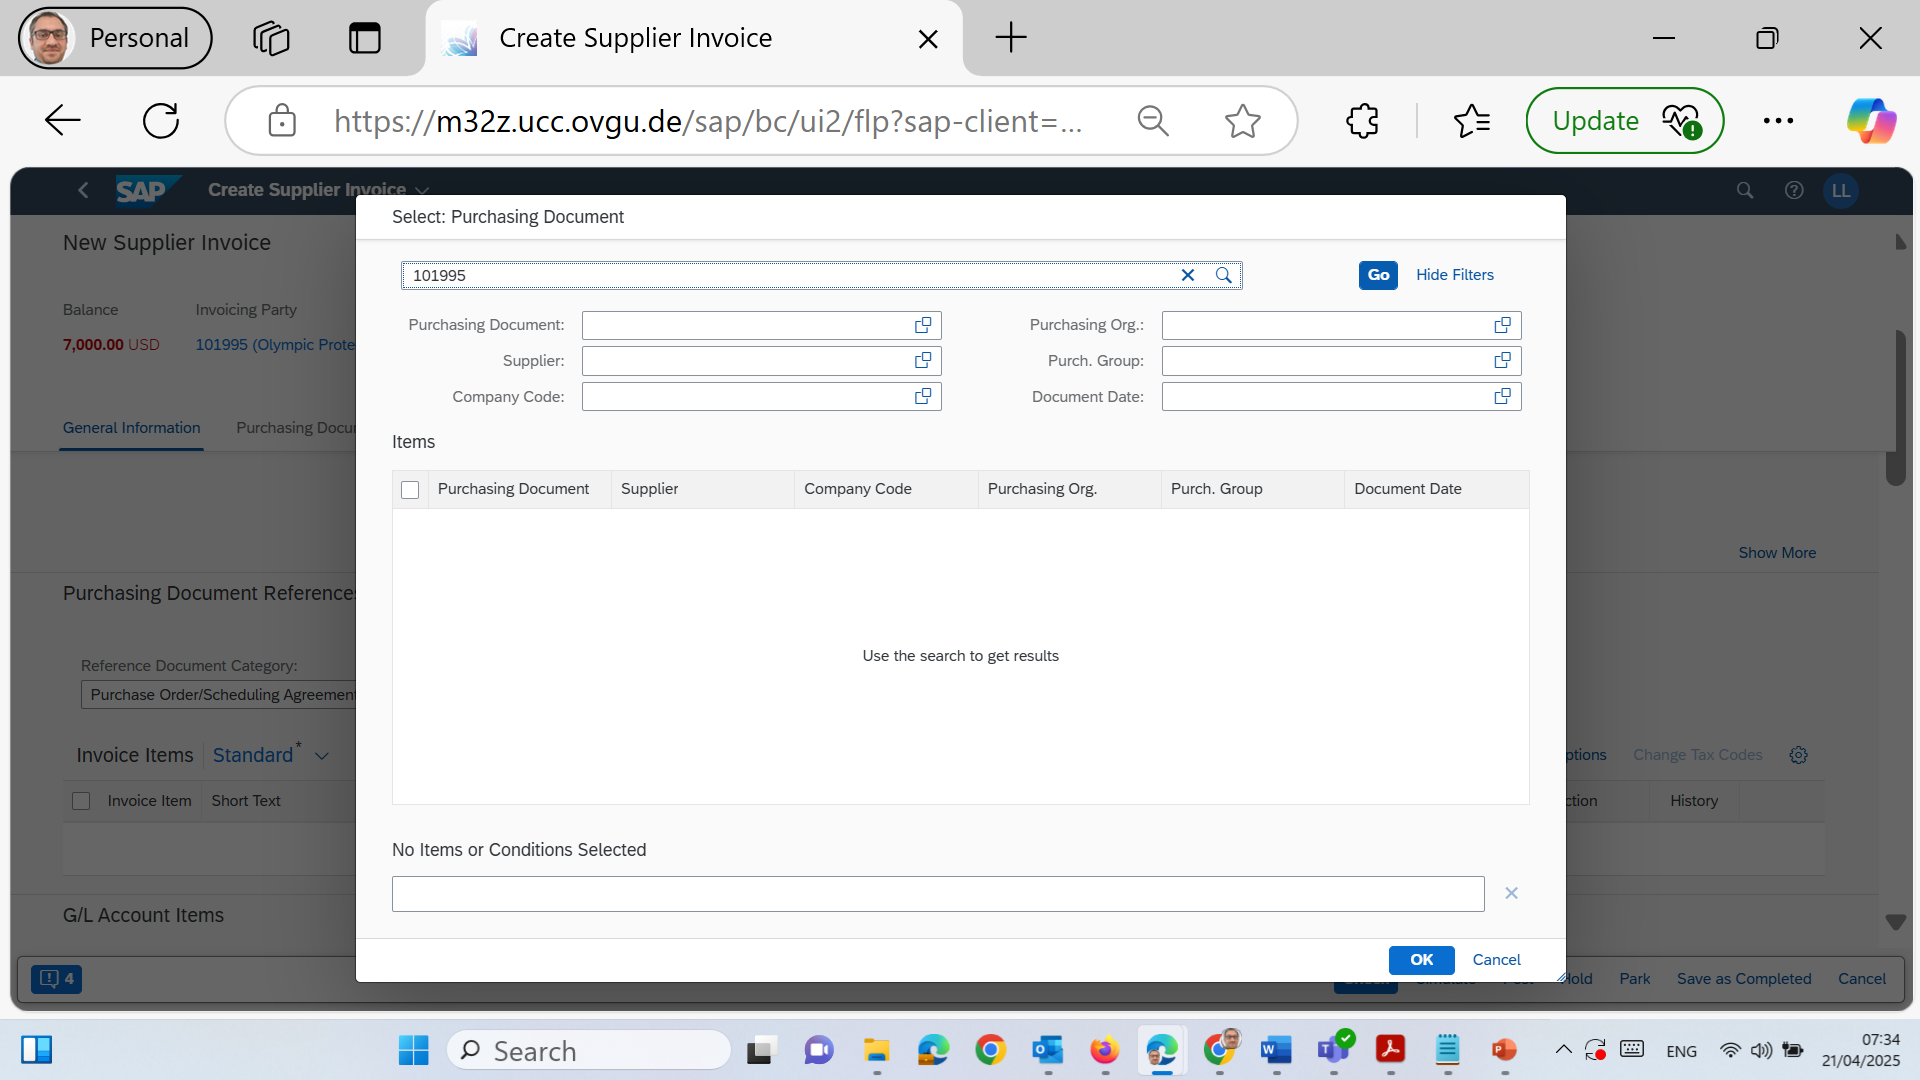 Personal
Create Supplier Invoice
https://m32z.ucc.ovgu.de/sap/bc/ui2/flp?sap-client=...
Update
SAP
Create Supplier Invoice
LL
New Supplier Invoice
Balance
Invoicing Party
7,000.00 USD
101995 (Olympic Prote
General Information
Purchasing Docu
Show More
Purchasing Document Reference
Reference Document Category:
Purchase Order/Scheduling Agreement
Invoice Items
Standard*
ptions
Change Tax Codes
Invoice Item
Short Text
ction
History
G/L Account Items
4
Hold
Park
Save as Completed
Cancel
Select: Purchasing Document
101995
Go
Hide Filters
Purchasing Document:
Purchasing Org.:
Supplier:
Purch. Group:
Company Code:
Document Date:
Items
Purchasing Document
Supplier
Company Code
Purchasing Org.
Purch. Group
Document Date
Use the search to get results
No Items or Conditions Selected
OK
Cancel
Search
ENG
07:34
21/04/2025